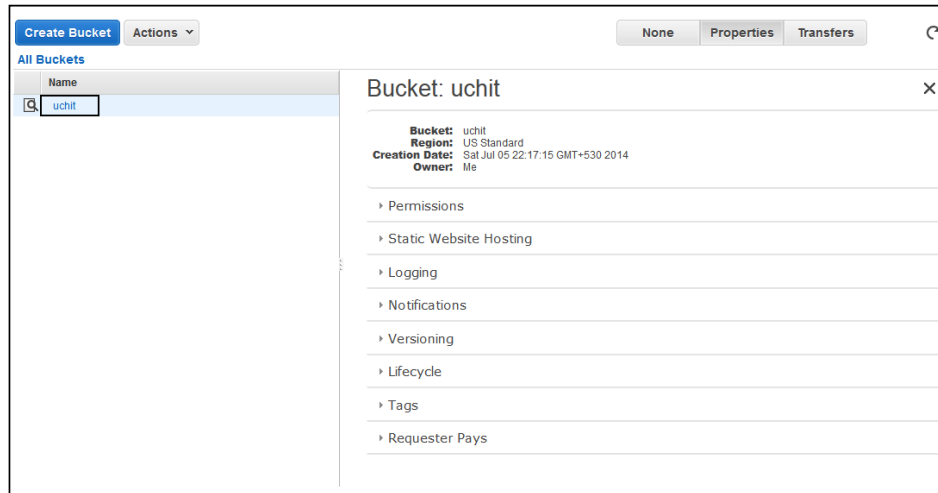 Create Bucket Actions None Properties Transfers
All Buckets
Name
uchit
Bucket: uchit
Bucket: uchit
Region: US Standard
Creation Date: Sat Jul 05 22:17:15 GMT+530 2014
Owner: Me
Permissions
Static Website Hosting
Logging
Notifications
Versioning
Lifecycle
Tags
Requester Pays